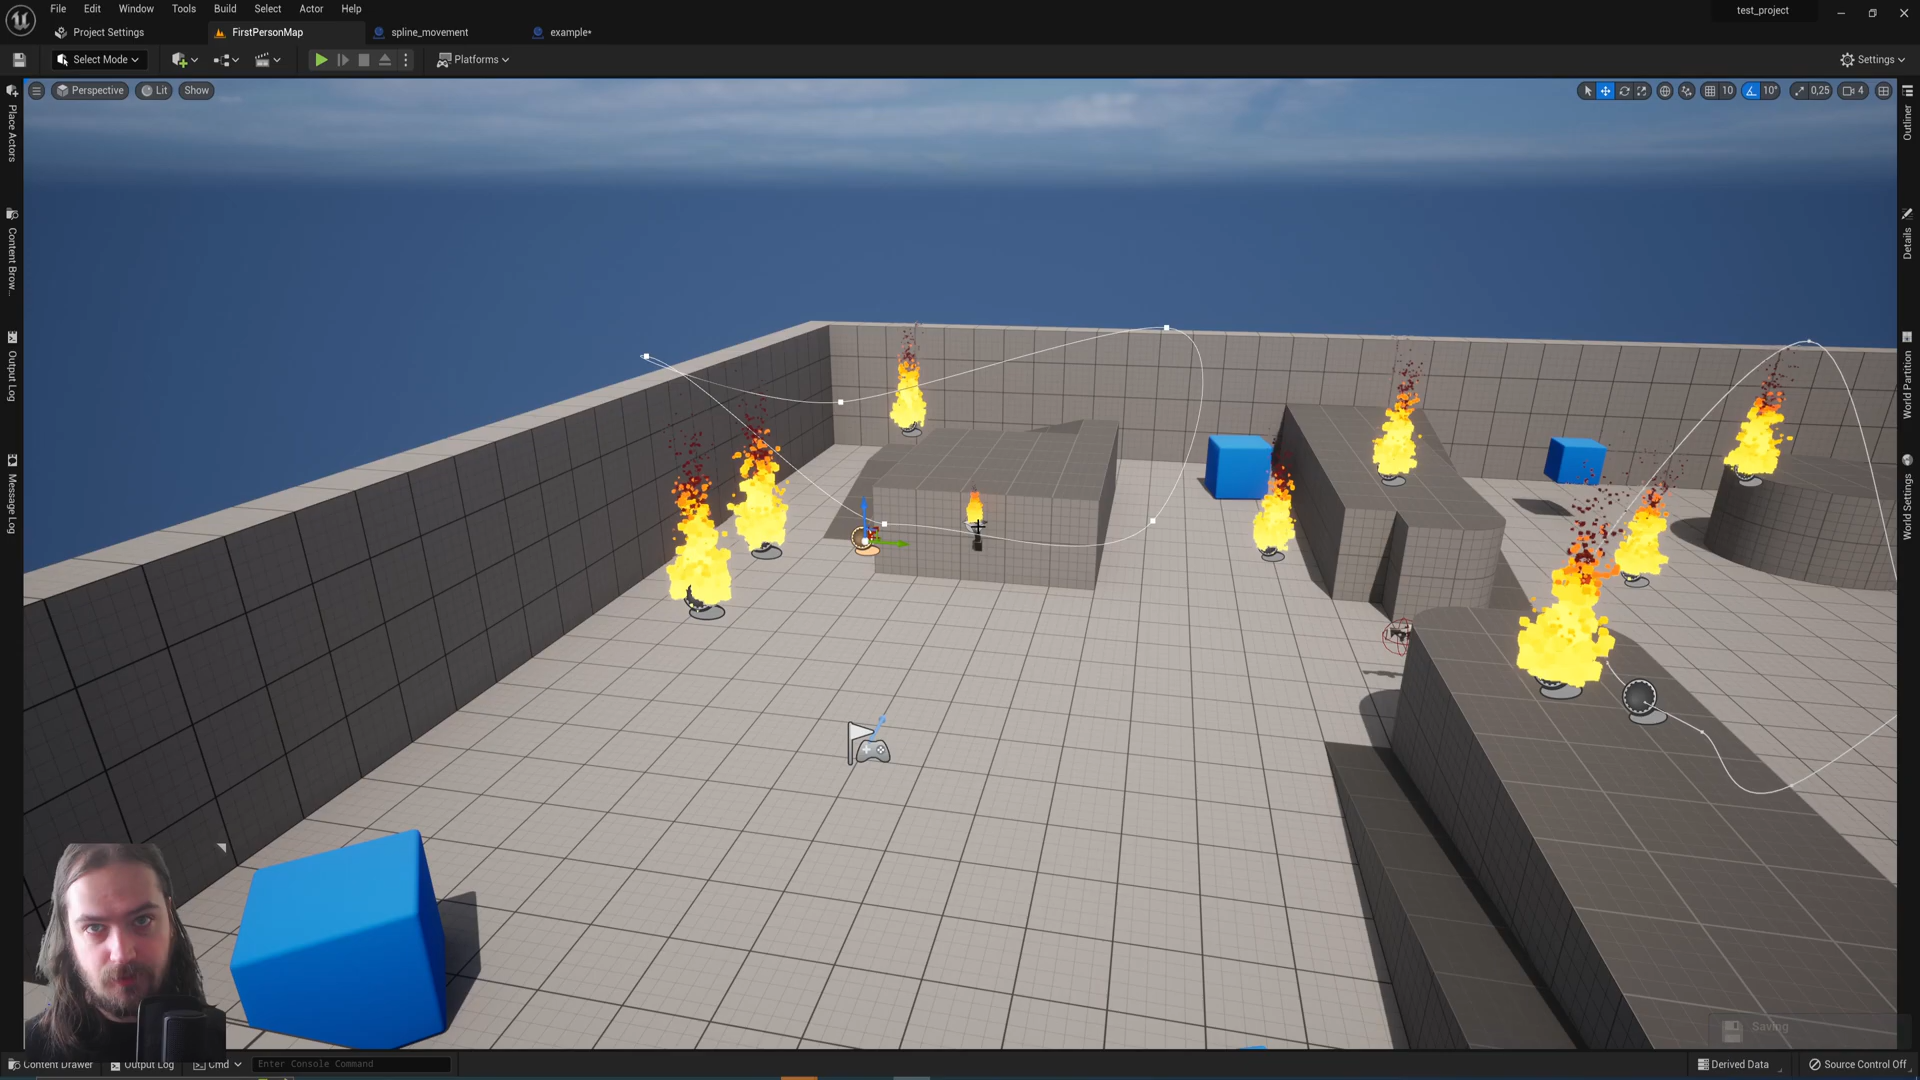 File Edit Window Tools Build Select Actor Help
test_project
Project Settings
FirstPersonMap
spline_movement
example*
Select Mode
Platforms
Settings
Perspective
Lit
Show
10
10°
0,25
4
Place Actors
Content Brow...
Output Log
Message Log
Outliner
Details
World Partition
World Settings
Saving
Content Drawer
Output Log
Cmd
Enter Console Command
Derived Data
Source Control Off